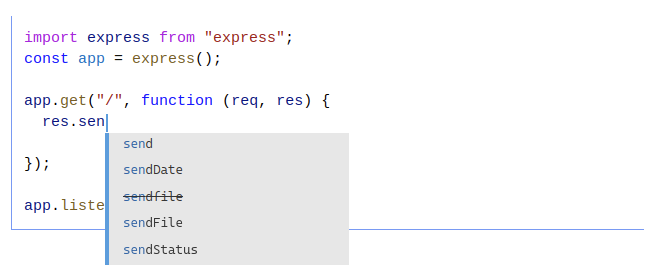 import express from "express";
const app = express();
app.get("/", function (req, res) {
  res.sen
send
sendDate
sendfile
sendFile
sendStatus
});
app.liste